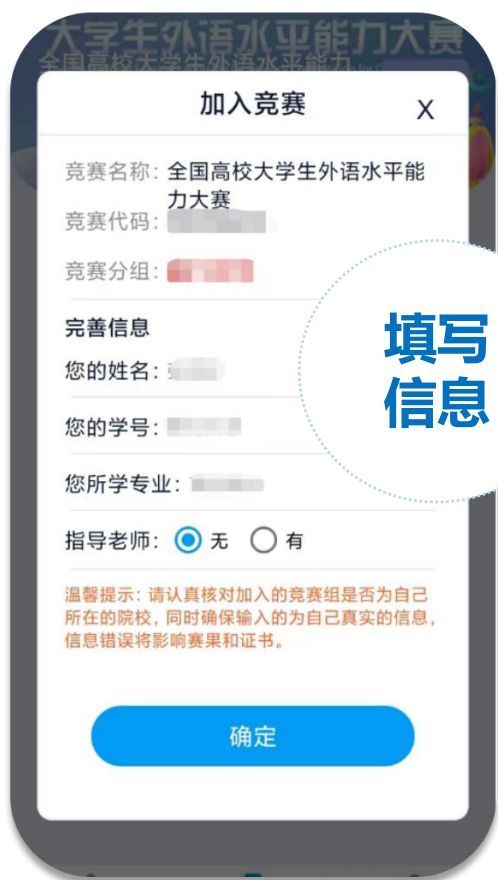 大学生外语水平能力大赛
全国高校大学生外语水平能力
加入竞赛 X
竞赛名称: 全国高校大学生外语水平能
力大赛
竞赛代码:
竞赛分组:
完善信息
您的姓名:
您的学号:
您所学专业:
指导老师: 无 有
温馨提示: 请认真核对加入的竞赛组是否为自己
所在的院校, 同时确保输入的为自己真实的信息,
信息错误将影响赛果和证书。
确定
填写
信息